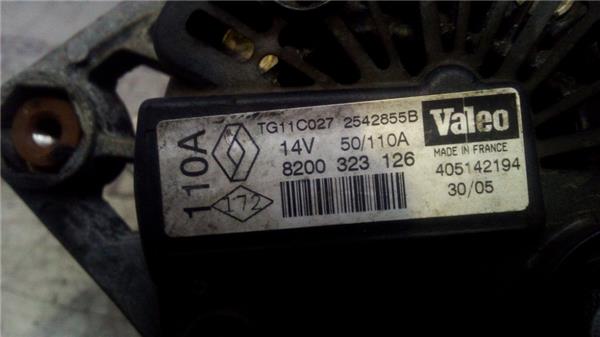 110A
172
TG11C027 2542855B
14V 50/110A
8200 323 126
Valeo
MADE IN FRANCE
405142194
30/05